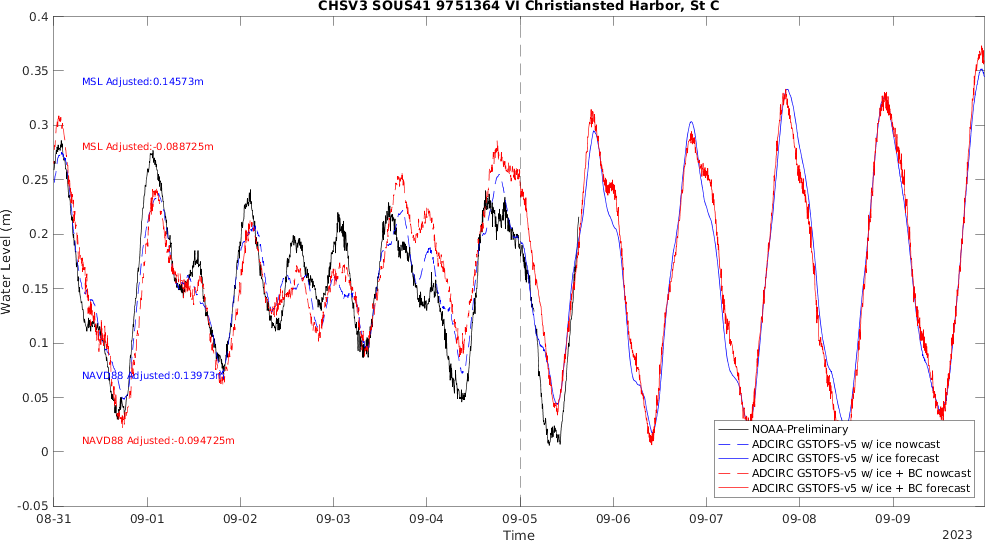 CHSV3 SOUS41 9751364 VI Christiansted Harbor, St C
0.4
0.35
0.3
0.25
0.2
0.15
0.1
0.05
0
-0.05
Water Level (m)
MSL Adjusted:0.14573m
MSL Adjusted:-0.088725m
NAVD88 Adjusted:0.13973m
NAVD88 Adjusted:-0.094725m
NOAA-Preliminary
ADCIRC GSTOFS-v5 w/ ice nowcast
ADCIRC GSTOFS-v5 w/ ice forecast
ADCIRC GSTOFS-v5 w/ ice + BC nowcast
ADCIRC GSTOFS-v5 w/ ice + BC forecast
08-31 09-01 09-02 09-03 09-04 09-05 09-06 09-07 09-08 09-09
Time
2023